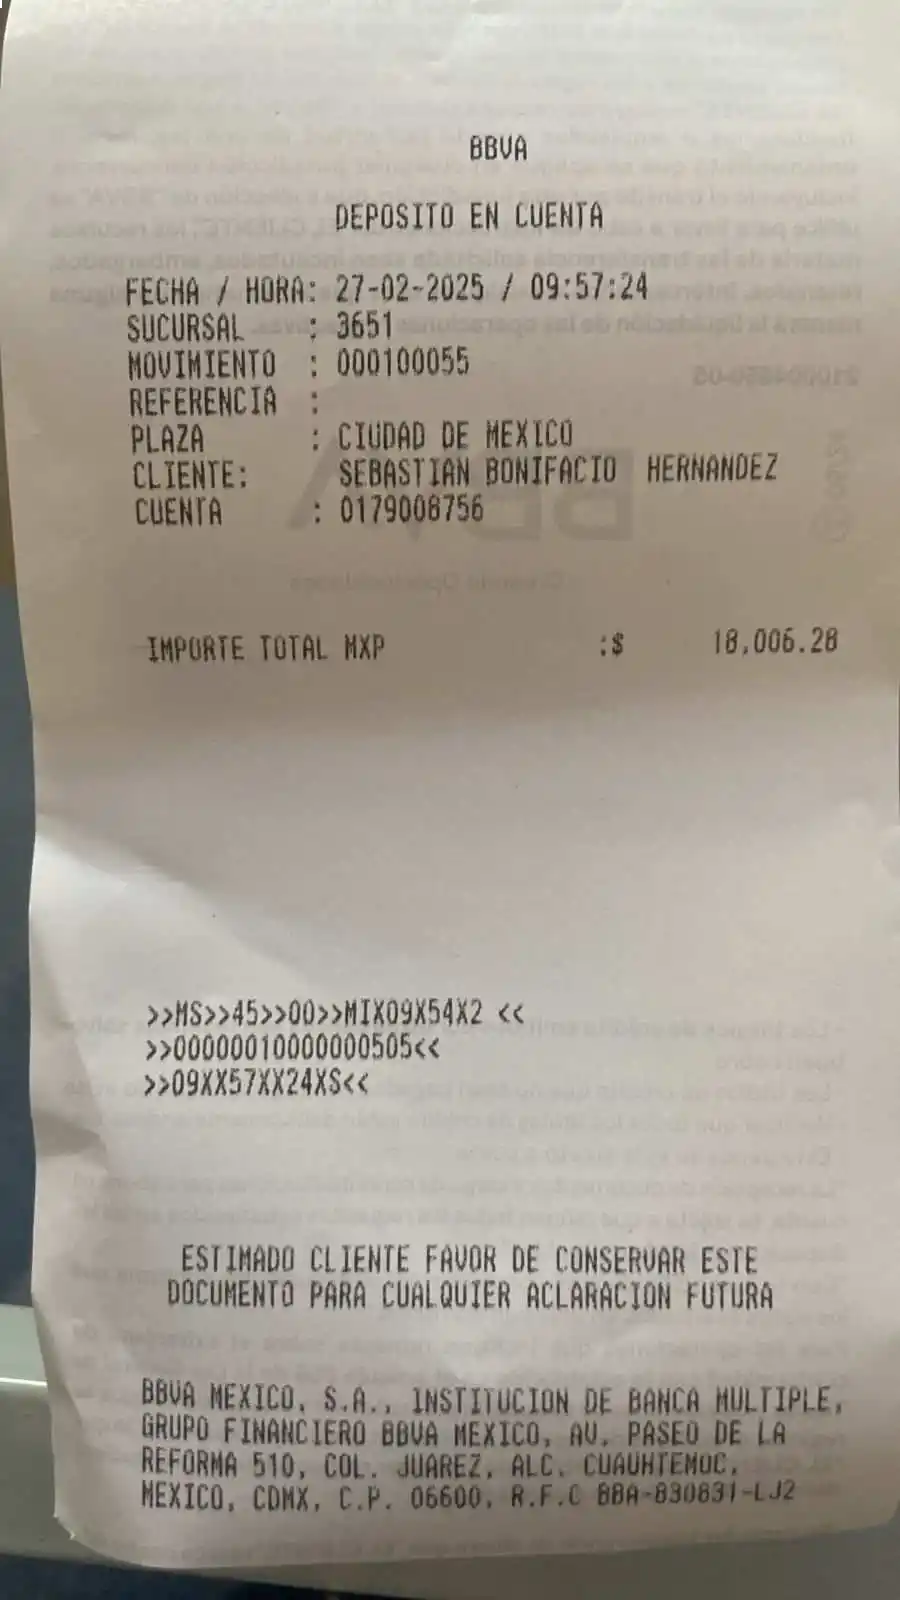 BBVA
DEPOSITO EN CUENTA
FECHA / HORA: 27-02-2025 / 09:57:24
SUCURSAL : 3651
MOVIMIENTO : 000100055
REFERENCIA :
PLAZA : CIUDAD DE MEXICO
CLIENTE: SEBASTIAN BONIFACIO HERNANDEZ
CUENTA : 0179008756
IMPORTE TOTAL MXP :$ 18,006.28
>>MS>>45>>00>>MIX09X54X2 <<
>>00000010000000505<<
>>09XX57XX24XS<<
ESTIMADO CLIENTE FAVOR DE CONSERVAR ESTE
DOCUMENTO PARA CUALQUIER ACLARACION FUTURA
BBVA MEXICO, S.A., INSTITUCION DE BANCA MULTIPLE,
GRUPO FINANCIERO BBVA MEXICO, AV. PASEO DE LA
REFORMA 510, COL. JUAREZ, ALC. CUAUHTEMOC,
MEXICO, CDMX, C.P. 06600, R.F.C BBA-830831-LJ2